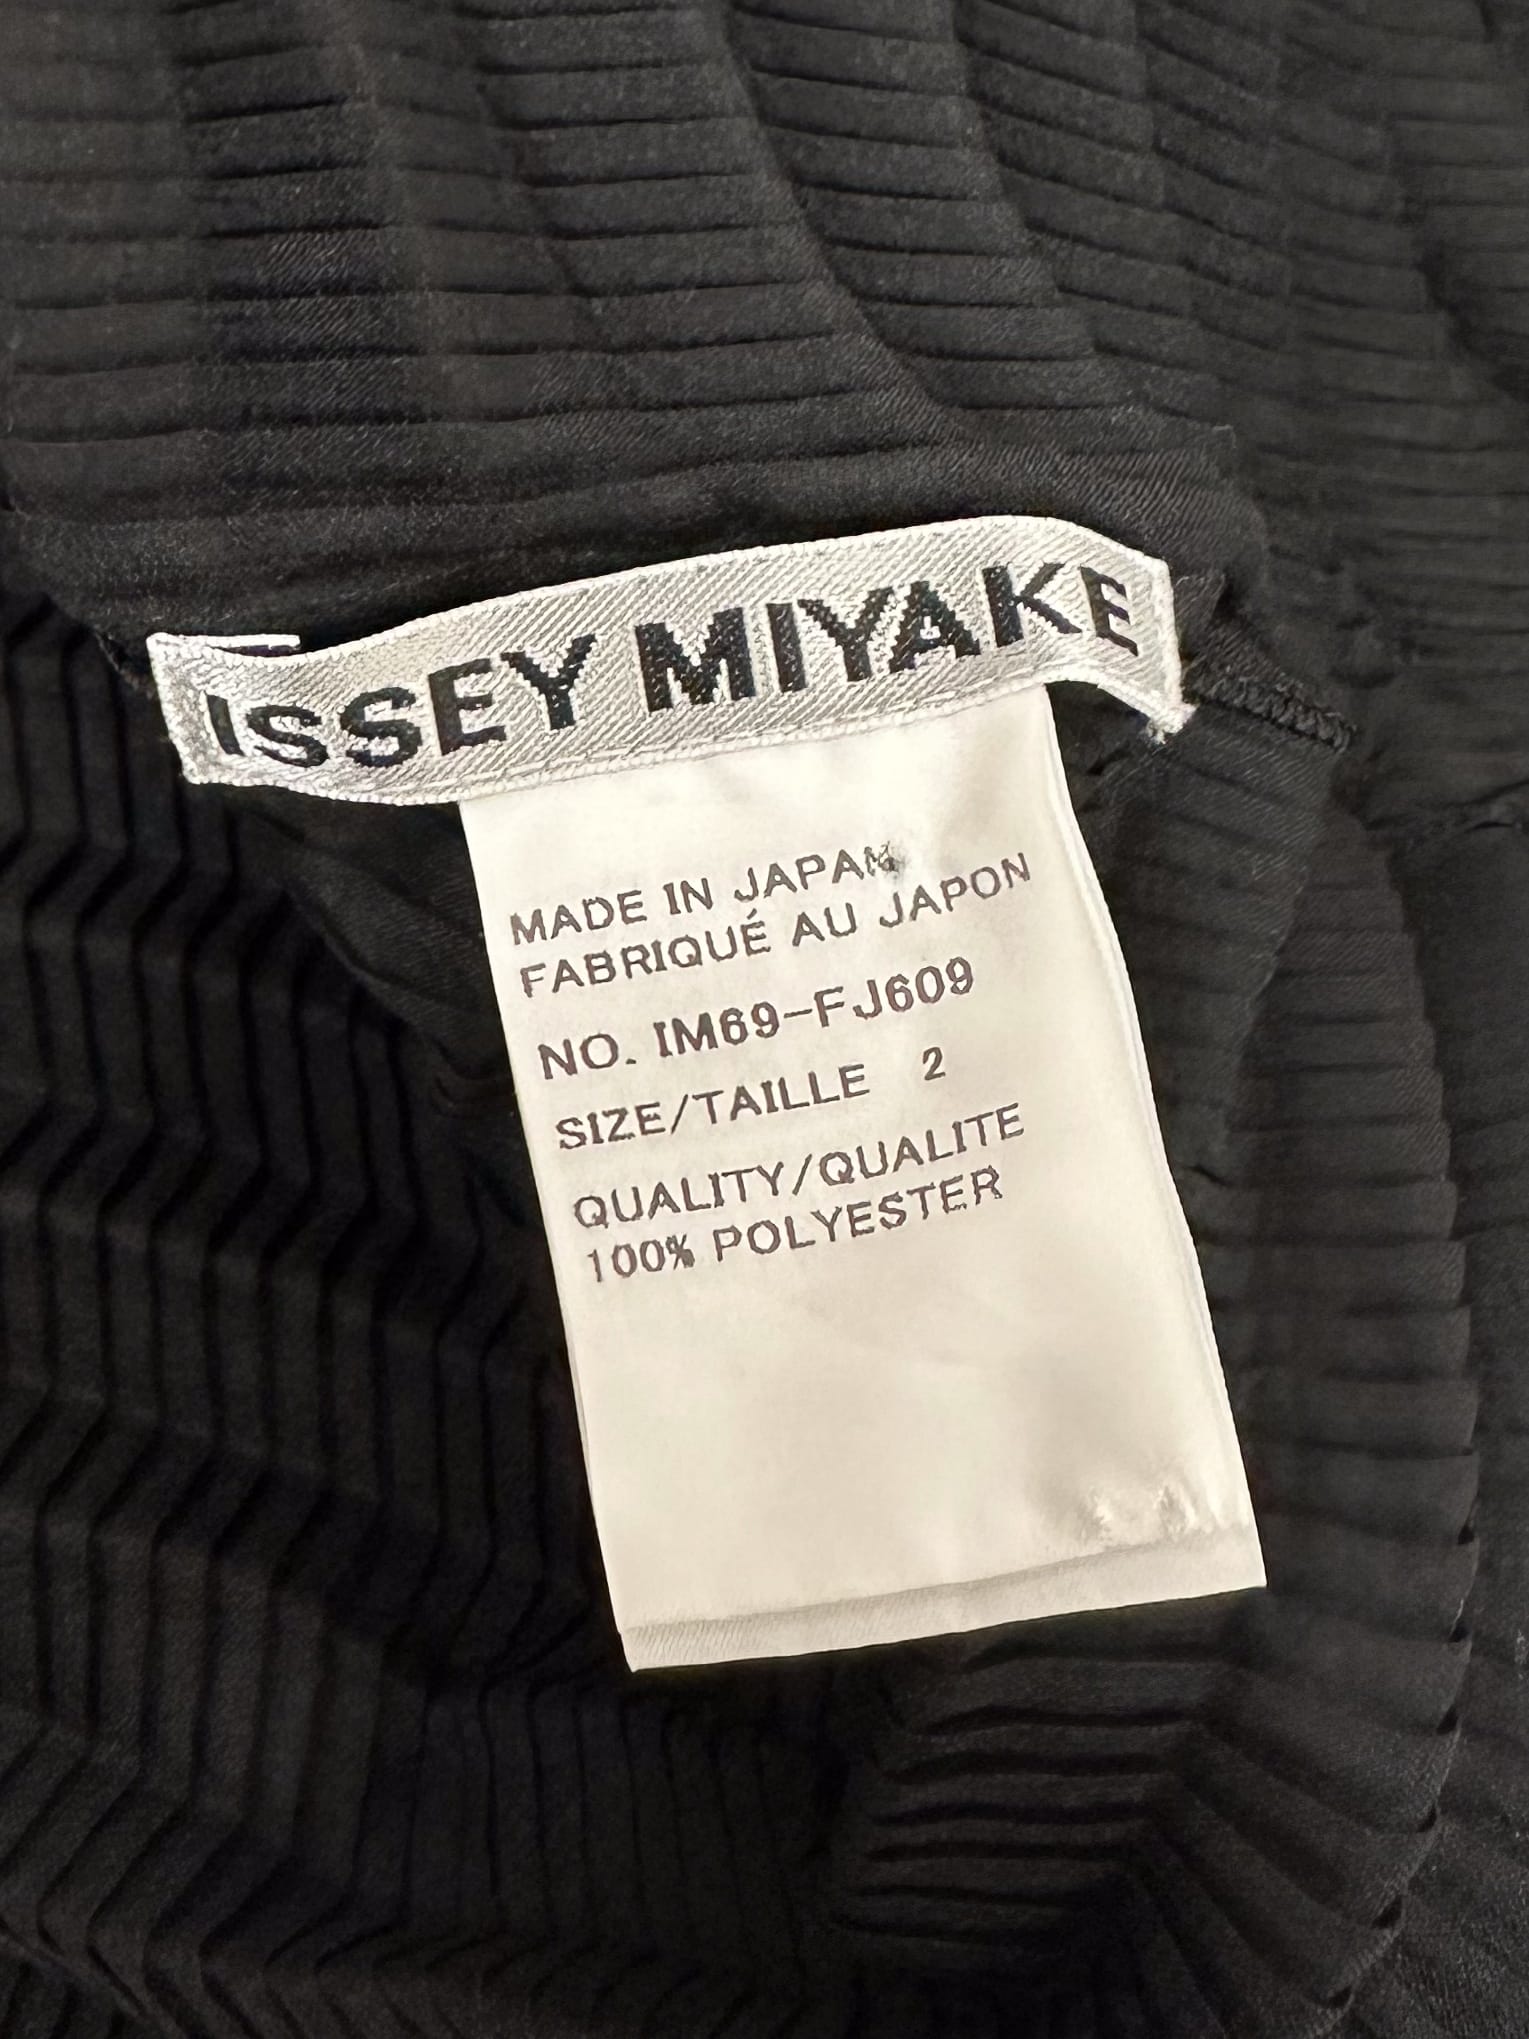 ISSEY MIYAKE
MADE IN JAPAN
FABRIQUÉ AU JAPON
NO. IM69-FJ609
SIZE/TAILLE 2
QUALITY/QUALITE
100% POLYESTER